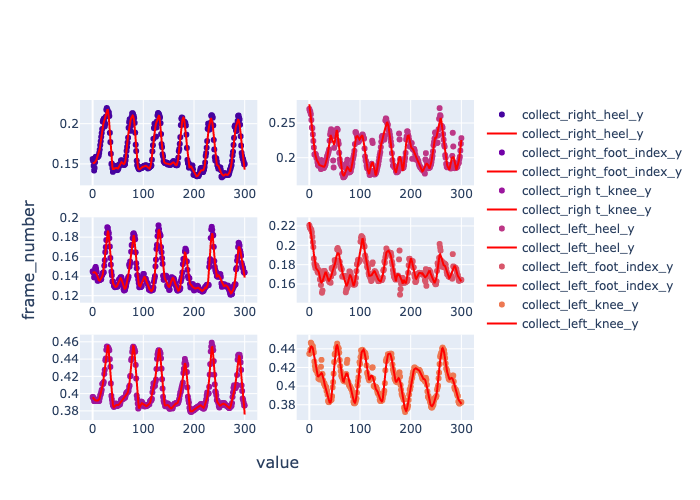 0.2
0.15
0 100 200 300
0.25
0.2
0 100 200 300
collect_right_heel_y
collect_right_heel_y
collect_right_foot_index_y
collect_right_foot_index_y
collect_righ t_knee_y
collect_righ t_knee_y
collect_left_heel_y
collect_left_heel_y
collect_left_foot_index_y
collect_left_foot_index_y
collect_left_knee_y
collect_left_knee_y
frame_number
0.2
0.18
0.16
0.14
0.12
0 100 200 300
0.22
0.2
0.18
0.16
0 100 200 300
0.46
0.44
0.42
0.4
0.38
0 100 200 300
0.44
0.42
0.4
0.38
0 100 200 300
value